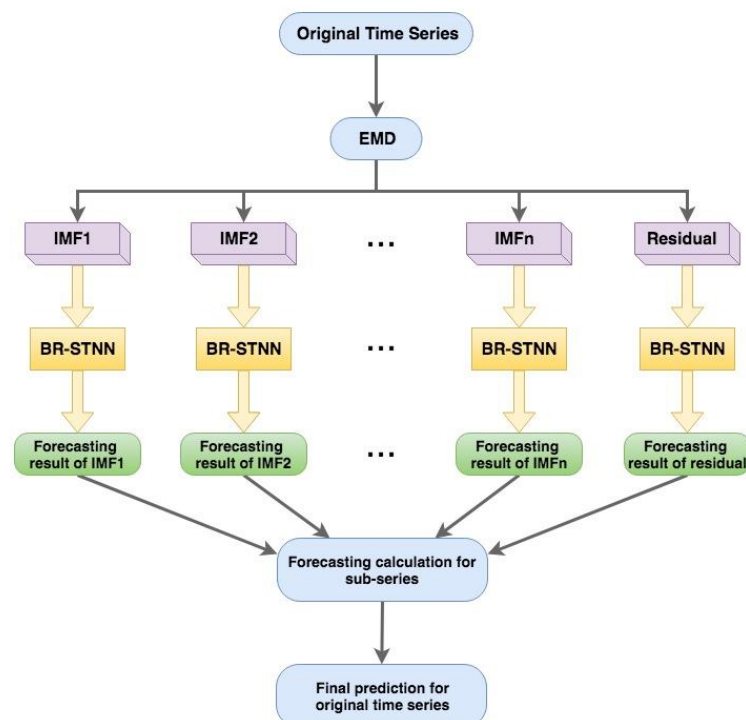 Original Time Series
EMD
IMF1 IMF2 ... IMFn Residual
BR-STNN BR-STNN ... BR-STNN BR-STNN
Forecasting
result of IMF1
Forecasting
result of IMF2
...
Forecasting
result of IMFn
Forecasting
result of residual
Forecasting calculation for
sub-series
Final prediction for
original time series